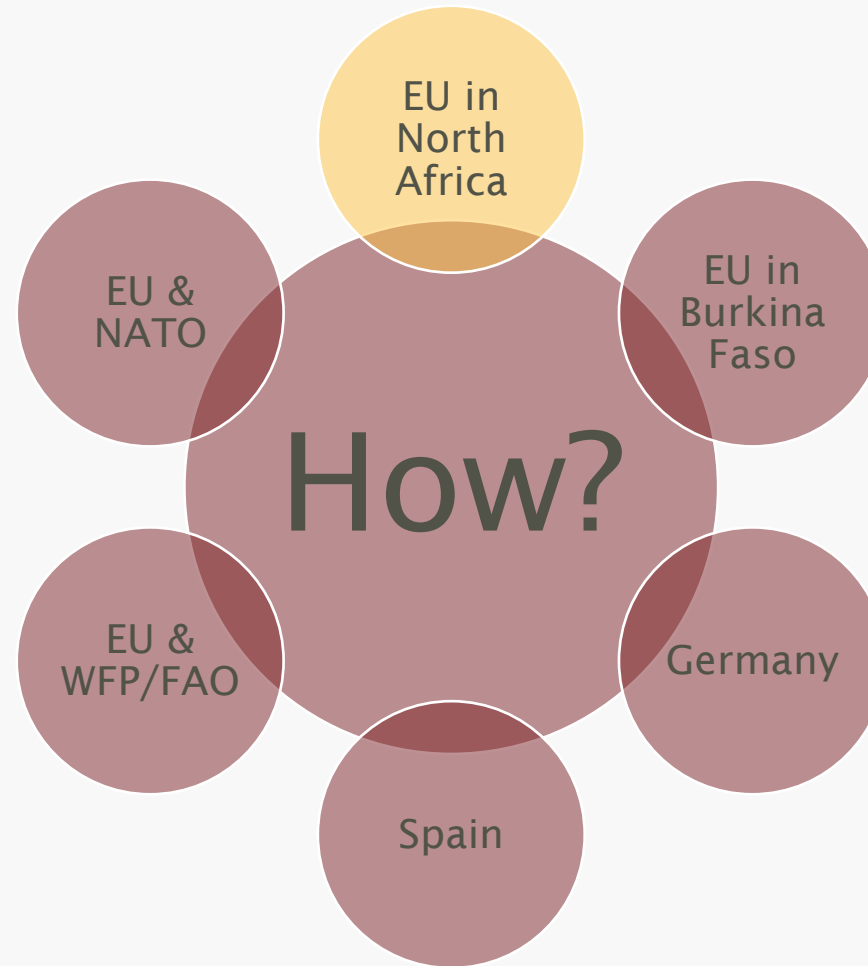 EU in
North
Africa
EU &
NATO
EU in
Burkina
Faso
How?
EU &
WFP/FAO
Germany
Spain